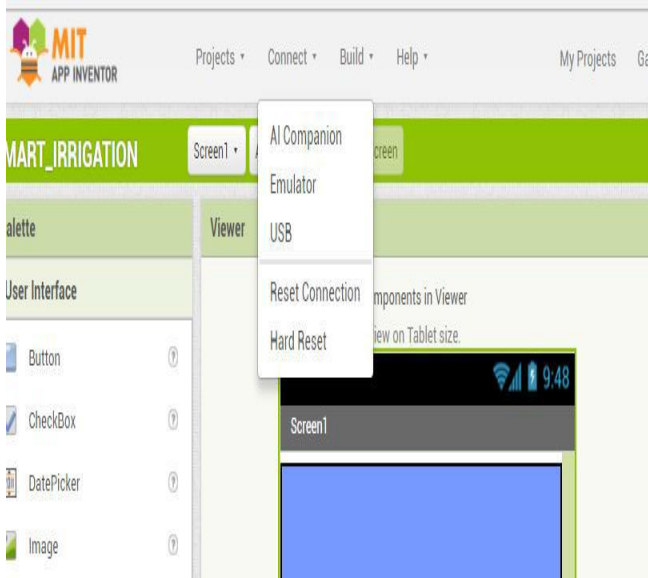 MIT
APP INVENTOR
Projects Connect Build Help My Projects Ga
MART_IRRIGATION Screen1 A creen
AI Companion
Emulator
USB
Reset Connection
Hard Reset
alette Viewer
User Interface
mponents in Viewer
iew on Tablet size.
Button
CheckBox
DatePicker
Image
9:48
Screen1